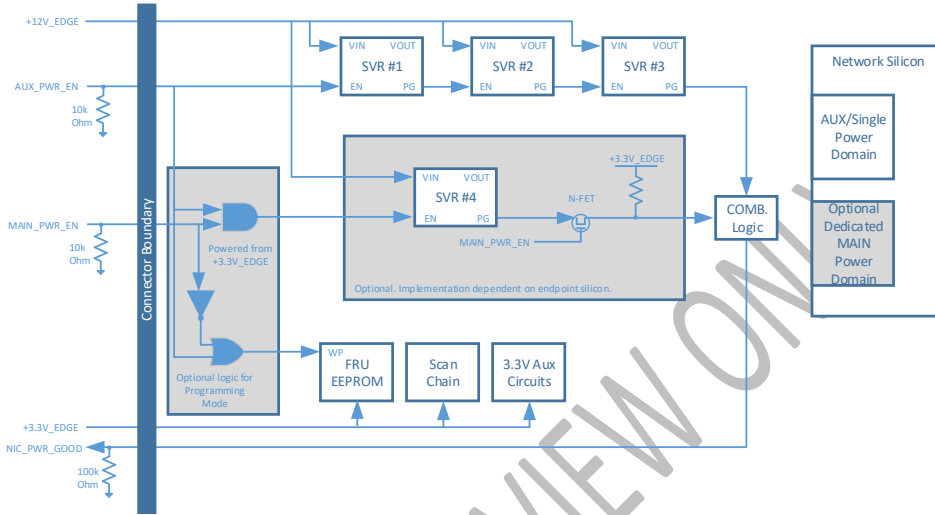 +12V_EDGE
VIN VOUT
SVR #1
EN PG
VIN VOUT
SVR #2
EN PG
VIN VOUT
SVR #3
EN PG
Network Silicon
AUX_PWR_EN
10k
Ohm
AUX/Single
Power
Domain
+3.3V_EDGE
VIN VOUT
SVR #4
EN PG
N-FET
MAIN_PWR_EN
COMB.
Logic
Optional
Dedicated
MAIN
Power
Domain
MAIN_PWR_EN
10k
Ohm
Connector Boundary
Powered from
+3.3V_EDGE
Optional. Implementation dependent on endpoint silicon.
WP
FRU
EEPROM
Scan
Chain
3.3V Aux
Circuits
Optional logic for
Programming
Mode
+3.3V_EDGE
NIC_PWR_GOOD
100k
Ohm
VIEW ON